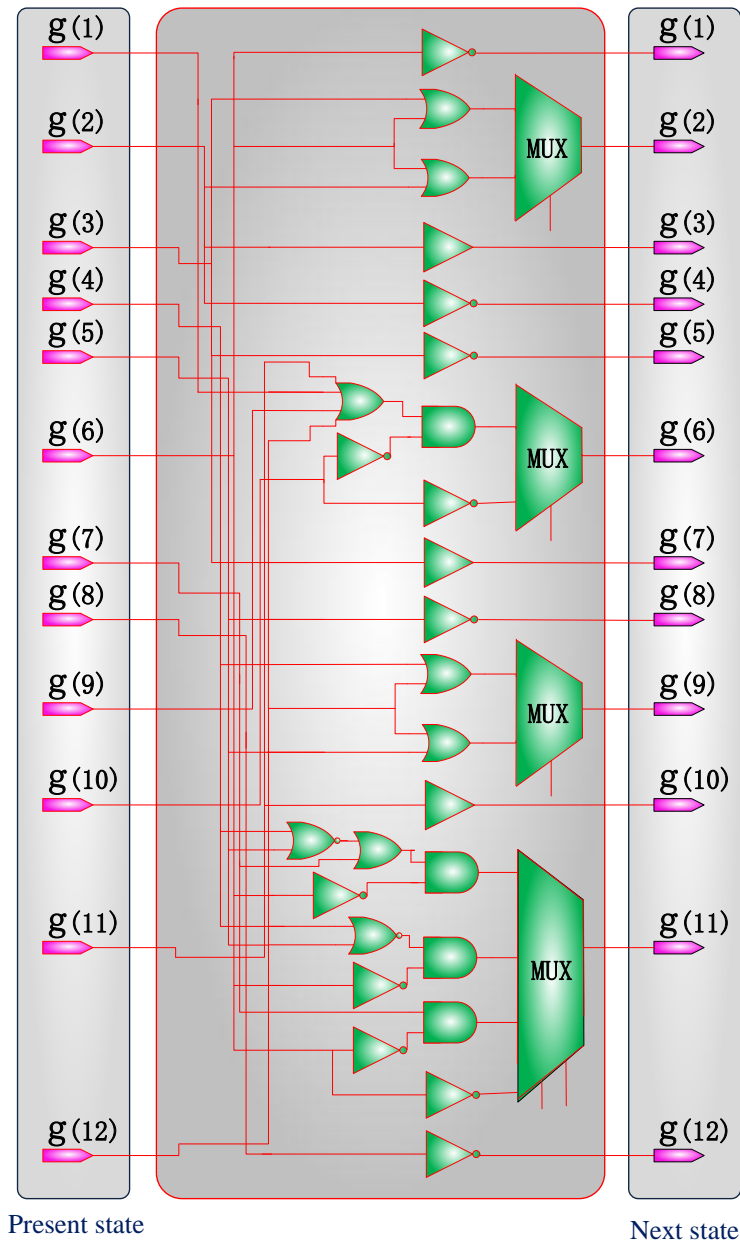 g(1) g(1)
g(2) g(2)
MUX
g(3) g(3)
g(4) g(4)
g(5) g(5)
g(6) g(6)
MUX
g(7) g(7)
g(8) g(8)
g(9) g(9)
MUX
g(10) g(10)
g(11) g(11)
MUX
g(12) g(12)
Present state
Next state